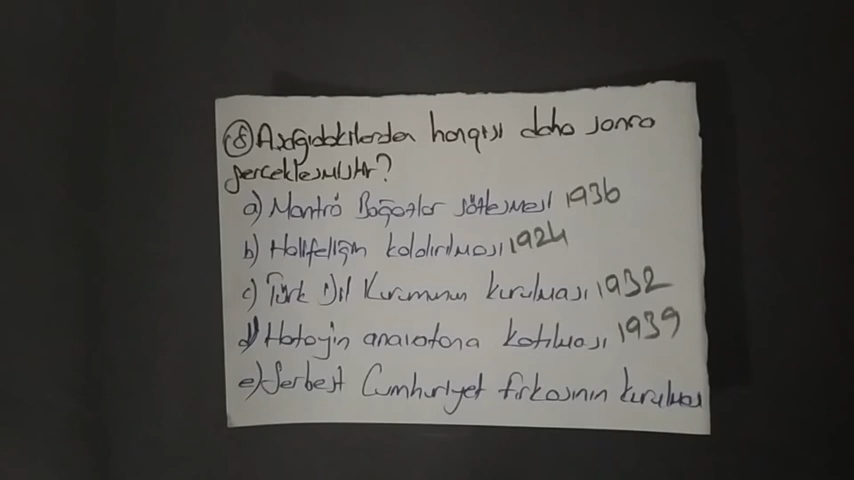 8 Aşağıdakilerden hangisi daha sonra
gerçekleşmiştir?
a) Montrö Boğazlar sözleşmesi 1936
b) Halifeliğin kaldırılması 1924
c) Türk Dil Kurumunun kurulması 1932
d) Hatay'ın anavatana katılması 1939
e) Serbest Cumhuriyet fırkasının kurulması